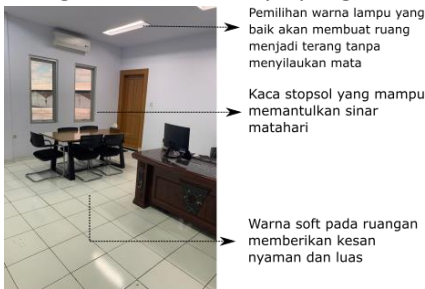 Pemilihan warna lampu yang
baik akan membuat ruang
menjadi terang tanpa
menyilaukan mata
Kaca stopsol yang mampu
memantulkan sinar
matahari
Warna soft pada ruangan
memberikan kesan
nyaman dan luas